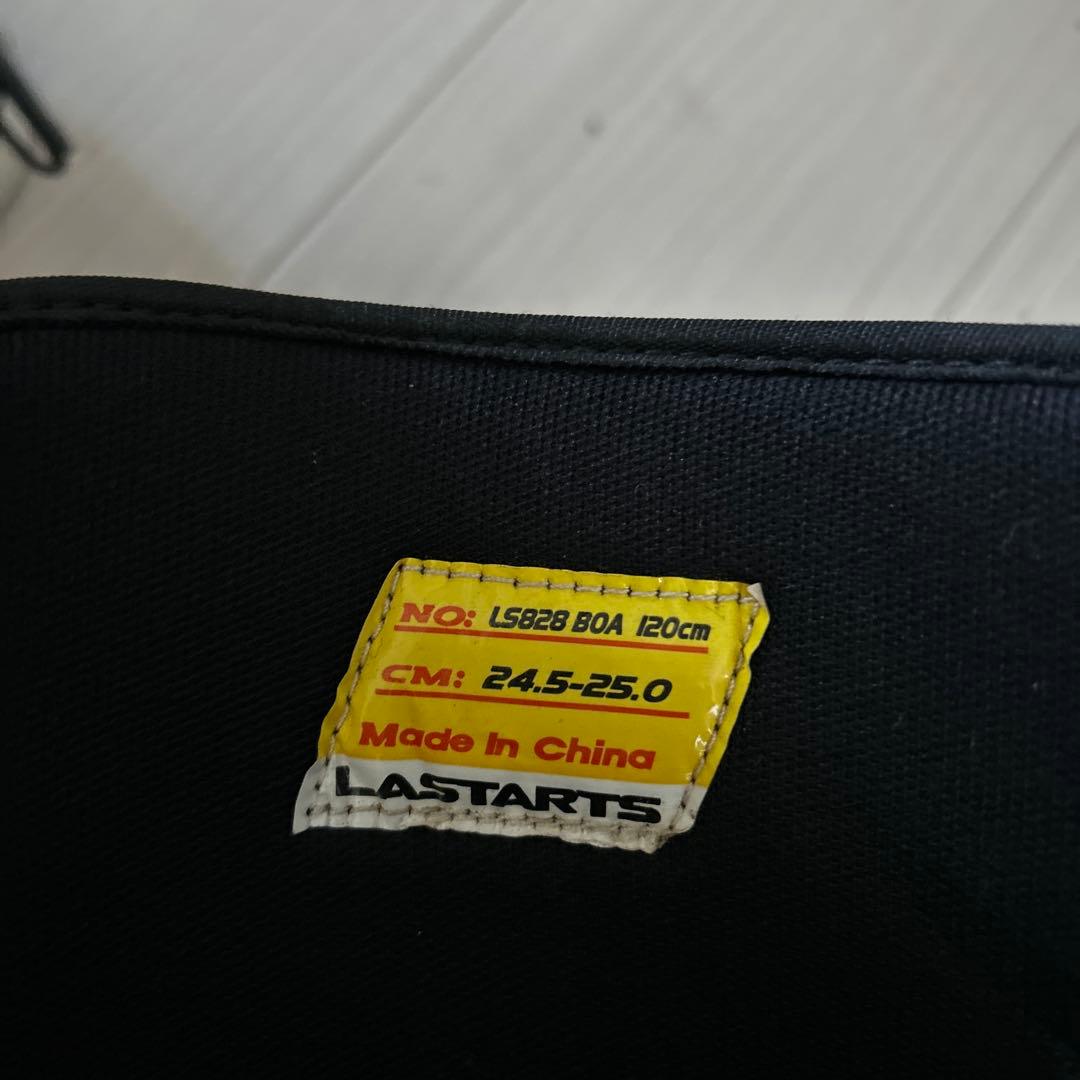 NO: LS828 BOA 120cm
CM: 24.5-25.0
Made In China
LASTARTS